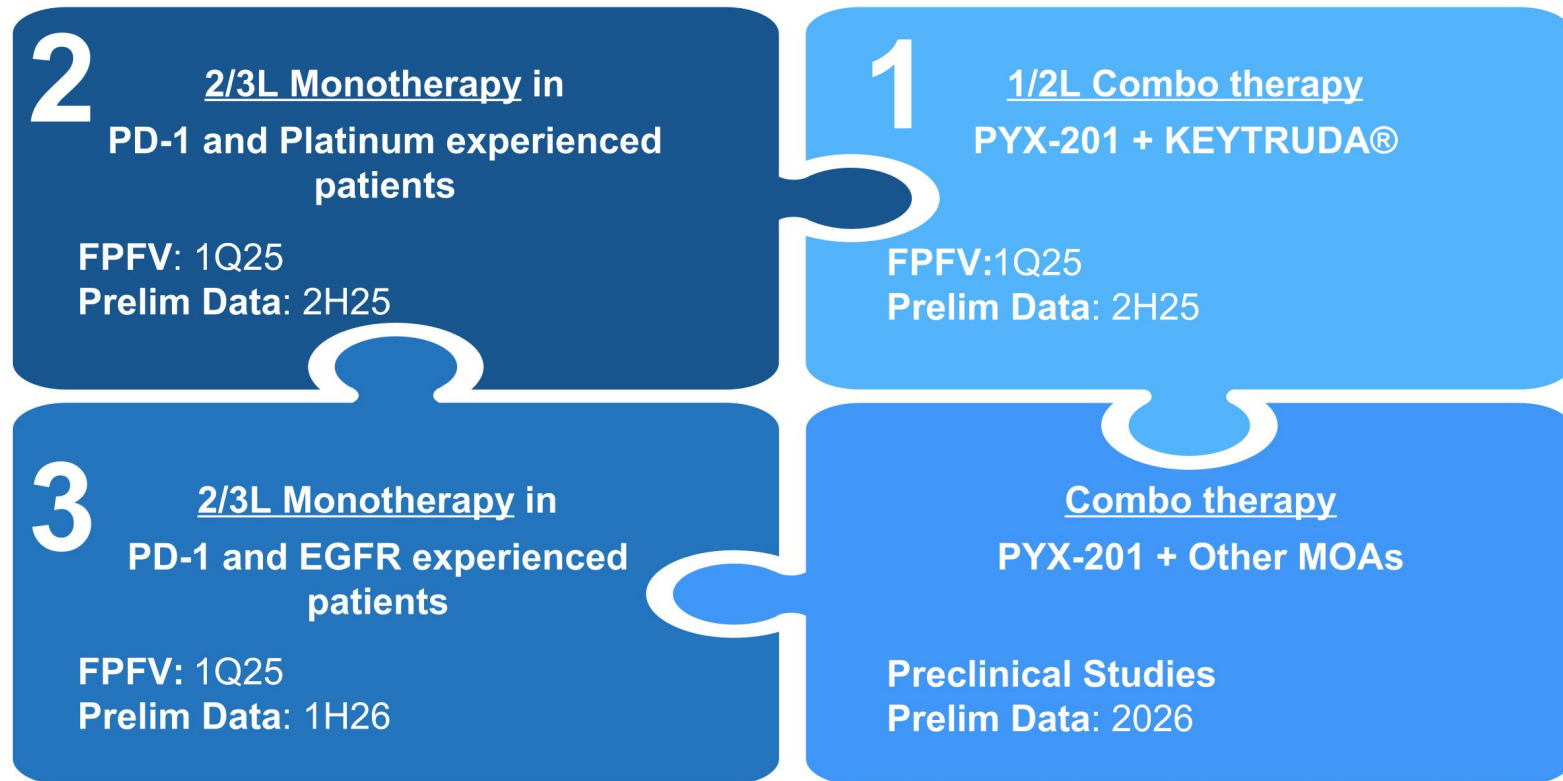 2
2/3L Monotherapy in
PD-1 and Platinum experienced
patients
FPFV: 1Q25
Prelim Data: 2H25
1
1/2L Combo therapy
PYX-201 + KEYTRUDA®
FPFV:1Q25
Prelim Data: 2H25
3
2/3L Monotherapy in
PD-1 and EGFR experienced
patients
FPFV: 1Q25
Prelim Data: 1H26
Combo therapy
PYX-201 + Other MOAs
Preclinical Studies
Prelim Data: 2026